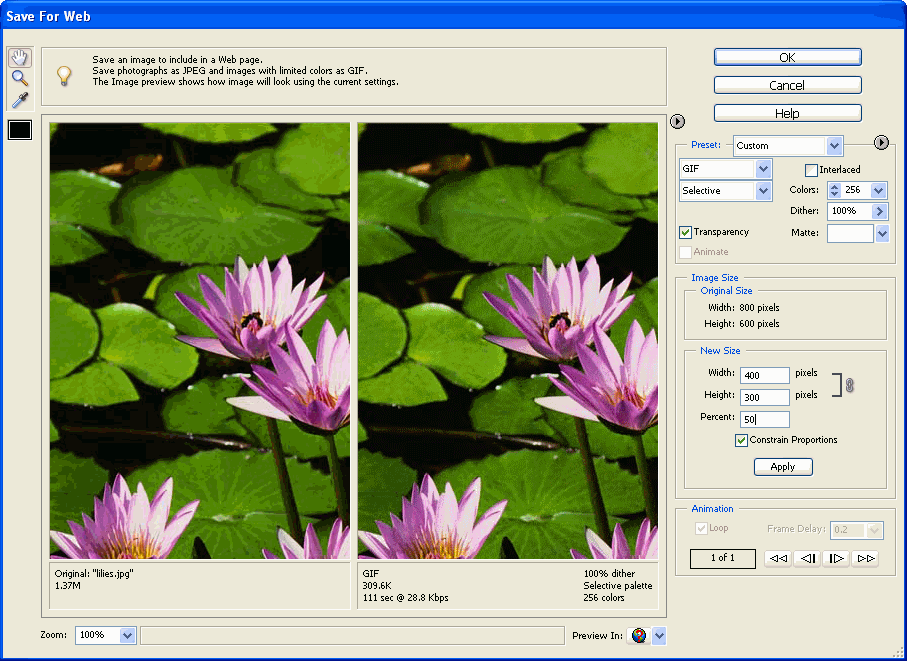 Save For Web
Save an image to include in a Web page.
Save photographs as JPEG and images with limited colors as GIF.
The Image preview shows how image will look using the current settings.
OK
Cancel
Help
Preset: Custom
GIF
Interlaced
Selective
Colors: 256
Dither: 100%
Transparency
Matte:
Animate
Image Size
Original Size
Width: 800 pixels
Height: 600 pixels
New Size
Width: 400 pixels
Height: 300 pixels
Percent: 50
Constrain Proportions
Apply
Animation
Loop
Frame Delay: 0.2
1 of 1
Original: "lilies.jpg"
1.37M
GIF
309.6K
111 sec @ 28.8 Kbps
100% dither
Selective palette
256 colors
Zoom: 100%
Preview In: